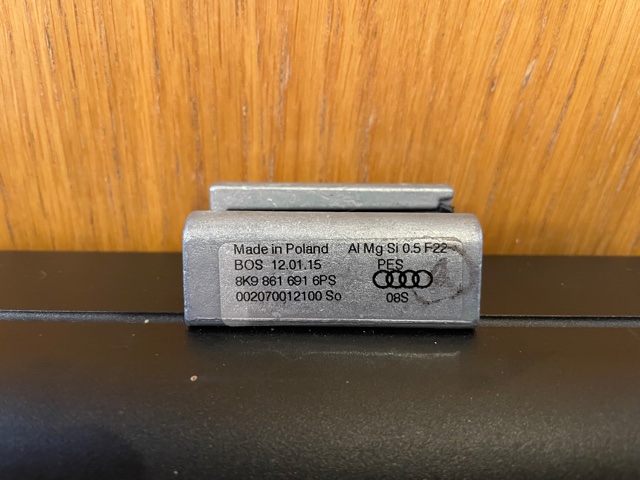 Made in Poland Al Mg Si 0.5 F22
BOS 12.01.15 PES
8K9 861 691 6PS
002070012100 So 08S